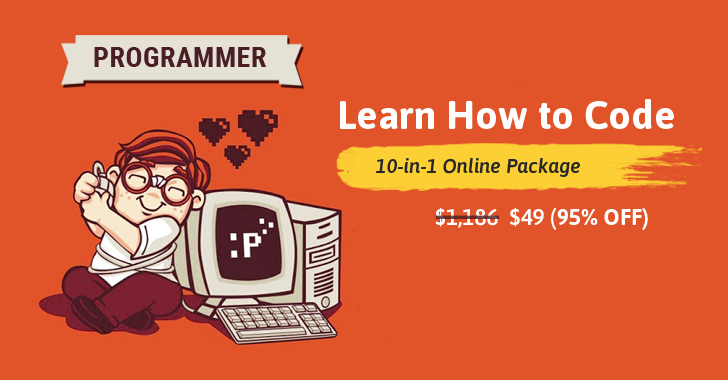 PROGRAMMER
Learn How to Code
10-in-1 Online Package
$1,186 $49 (95% OFF)
:P